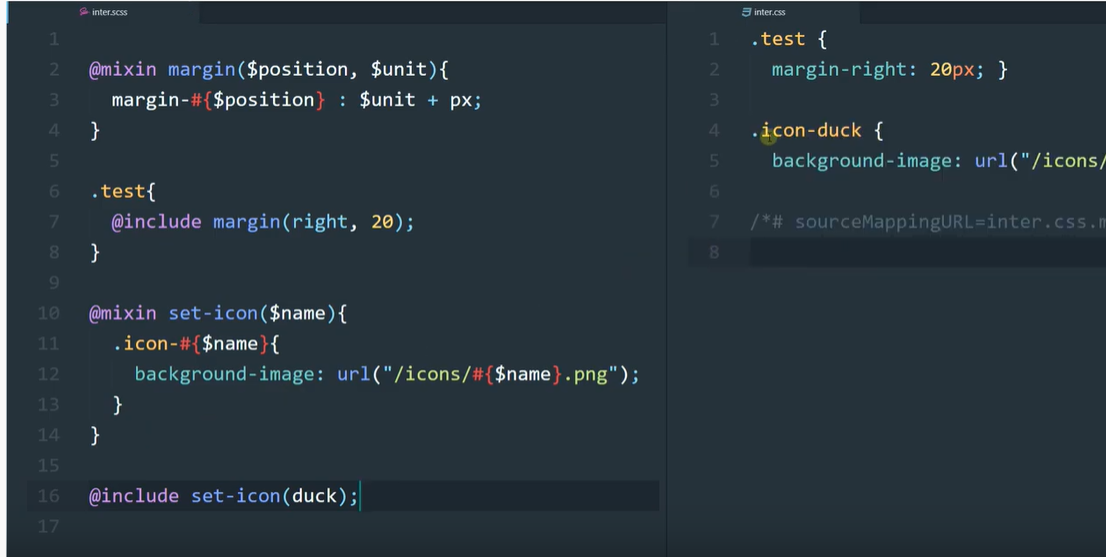 inter.scss
1
2 @mixin margin($position, $unit){
3 margin-#{$position} : $unit + px;
4 }
5
6 .test{
7 @include margin(right, 20);
8 }
9
10 @mixin set-icon($name){
11 .icon-#{$name}{
12 background-image: url("/icons/#{$name}.png");
13 }
14 }
15
16 @include set-icon(duck);
17
inter.css
1 .test {
2 margin-right: 20px; }
3
4 .icon-duck {
5 background-image: url("/icons/
6
7 /*# sourceMappingURL=inter.css.m
8